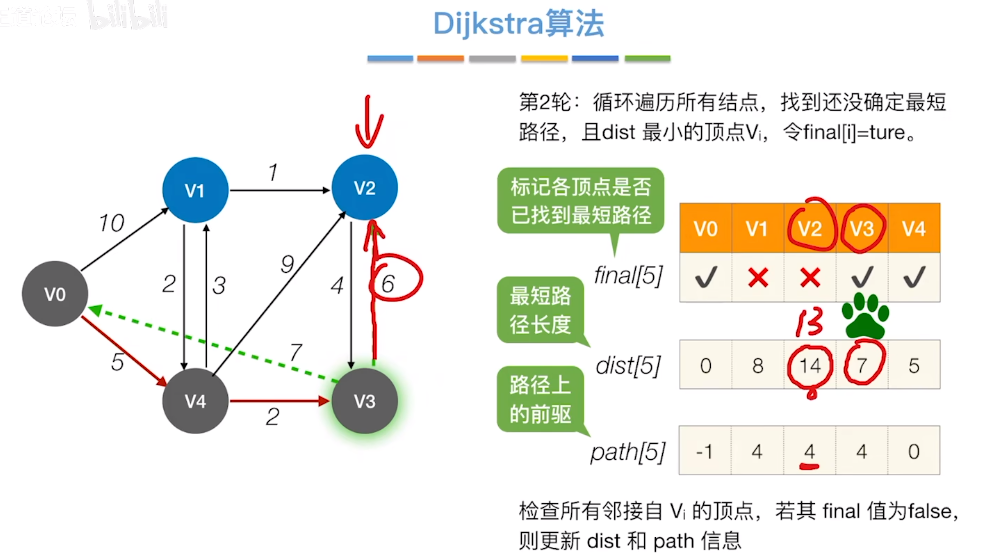 bilibili
Dijkstra算法
第2轮：循环遍历所有结点，找到还没确定最短
路径，且dist 最小的顶点Vᵢ，令final[i]=ture。
标记各顶点是否
已找到最短路径
V0 V1 V2 V3 V4
final[5] ✓ ✗ ✗ ✓ ✓
13
最短路
径长度
dist[5] 0 8 14 7 5
路径上
的前驱
path[5] -1 4 4 4 0
检查所有邻接自 Vᵢ 的顶点，若其 final 值为false，
则更新 dist 和 path 信息
V1 1 V2
10
2 3 9 4 6
V0
5 7
V4 2 V3